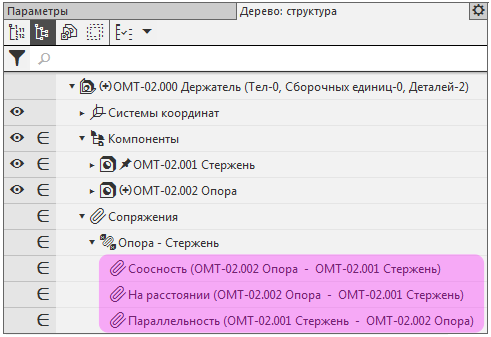 Параметры
Дерево: структура
(+)ОМТ-02.000 Держатель (Тел-0, Сборочных единиц-0, Деталей-2)
Системы координат
Компоненты
ОМТ-02.001 Стержень
(+)ОМТ-02.002 Опора
Сопряжения
Опора - Стержень
Соосность (ОМТ-02.002 Опора - ОМТ-02.001 Стержень)
На расстоянии (ОМТ-02.002 Опора - ОМТ-02.001 Стержень)
Параллельность (ОМТ-02.001 Стержень - ОМТ-02.002 Опора)